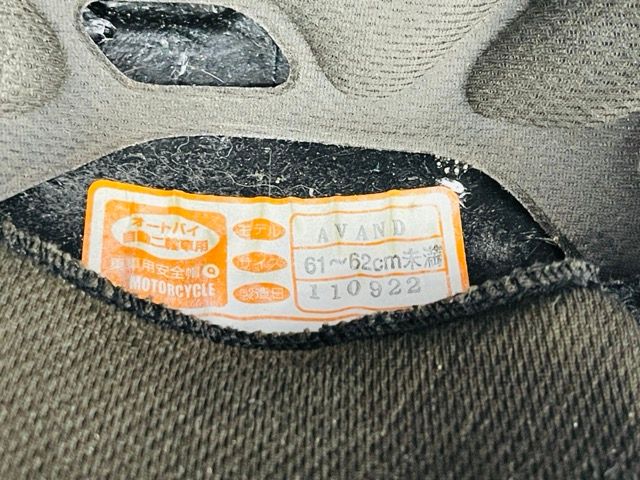 オートバイ
自動二輪車用
乗車用安全帽
MOTORCYCLE
モデル AVAND
サイズ 61～62cm未満
製造日 110922